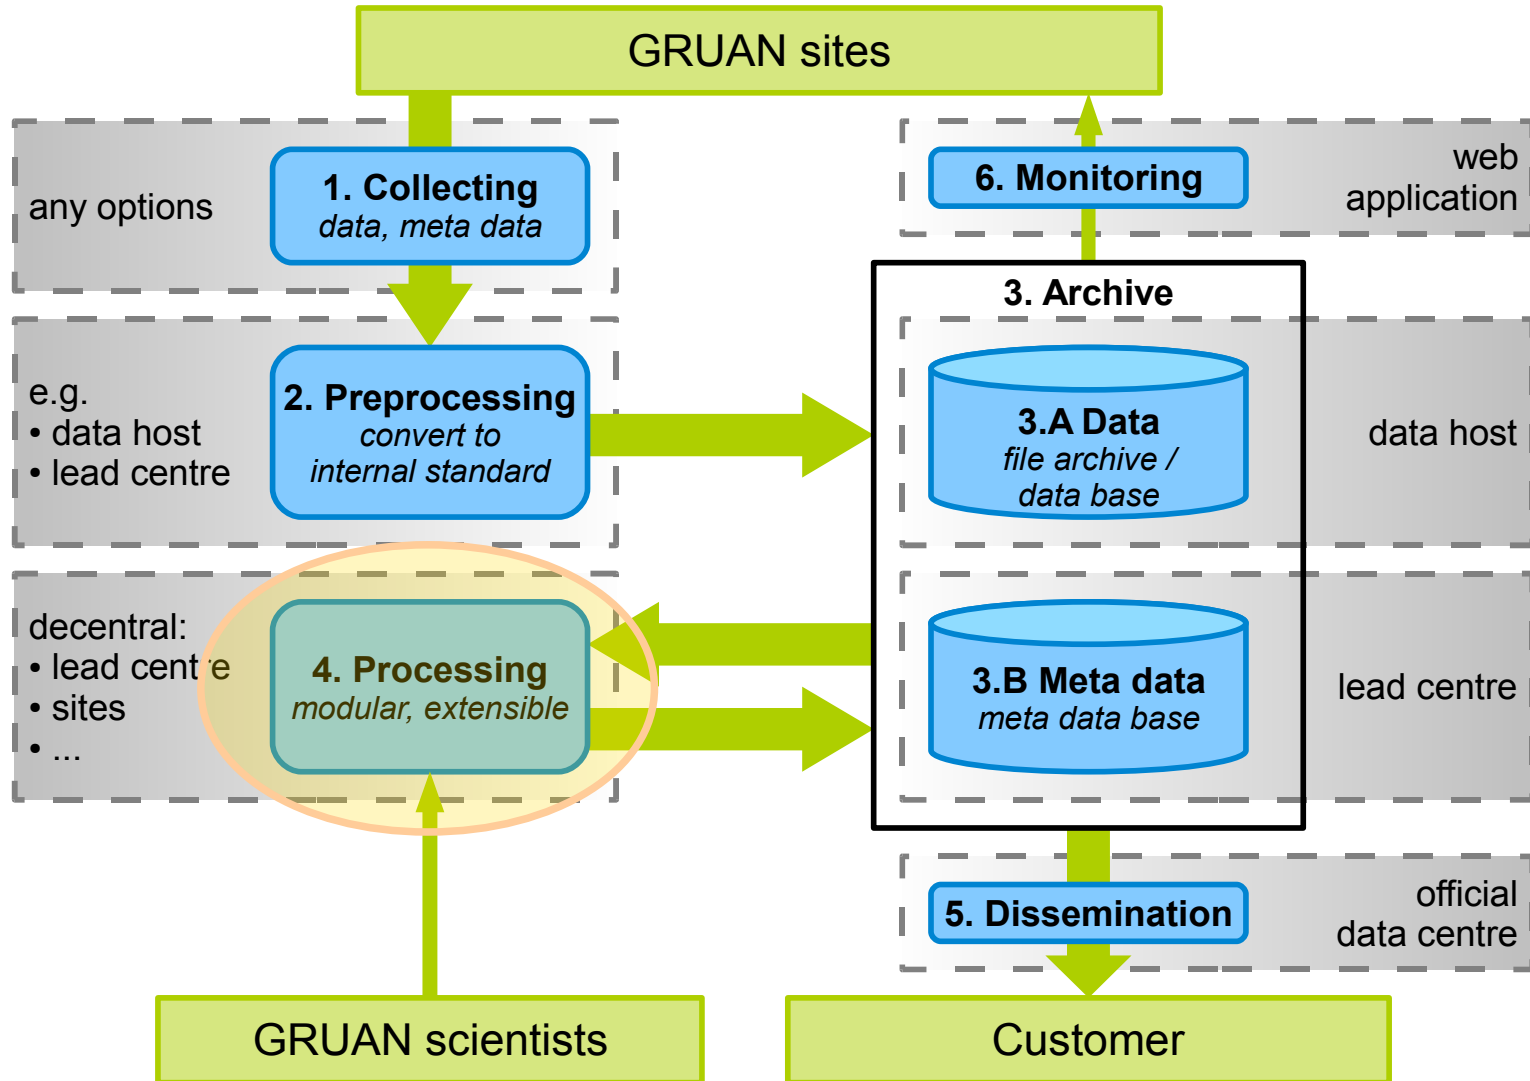 GRUAN sites
any options
1. Collecting
data, meta data
6. Monitoring
web
application
3. Archive
e.g.
• data host
• lead centre
2. Preprocessing
convert to
internal standard
3.A Data
file archive /
data base
data host
decentral:
• lead centre
• sites
• ...
4. Processing
modular, extensible
3.B Meta data
meta data base
lead centre
5. Dissemination
official
data centre
GRUAN scientists
Customer